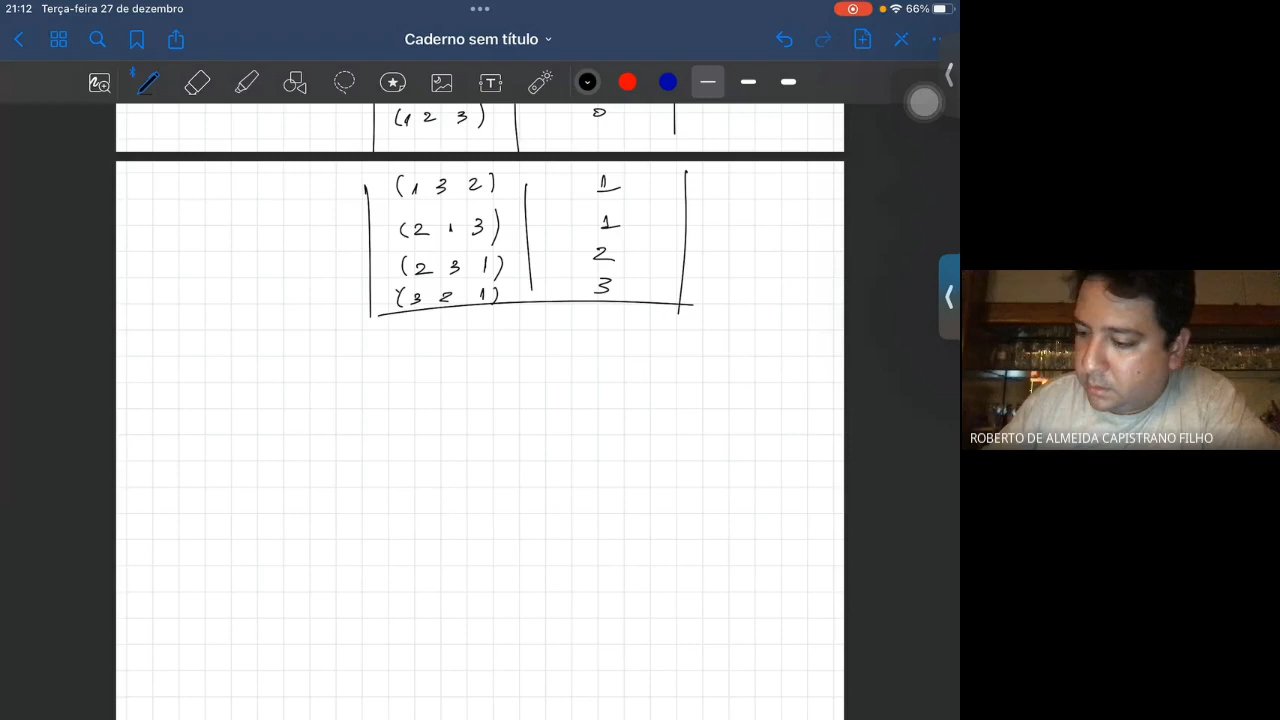 21:12 Terça-feira 27 de dezembro
66%
Caderno sem título
T
(1 2 3) 0
(1 3 2) 1
(2 1 3) 1
(2 3 1) 2
(3 2 1) 3
ROBERTO DE ALMEIDA CAPISTRANO FILHO